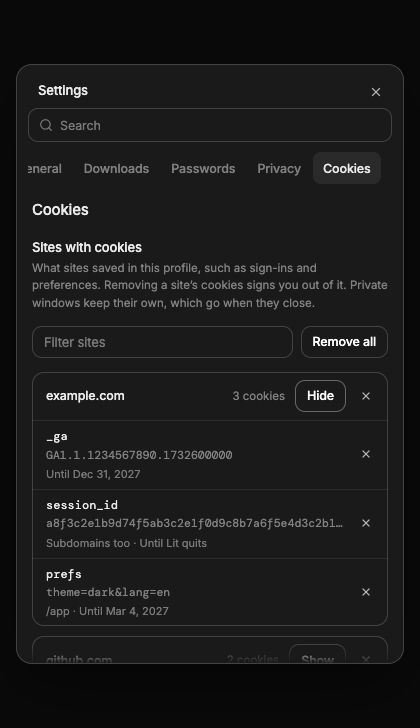 Settings
Search
eneral Downloads Passwords Privacy Cookies
Cookies
Sites with cookies
What sites saved in this profile, such as sign-ins and
preferences. Removing a site's cookies signs you out of it. Private
windows keep their own, which go when they close.
Filter sites Remove all
example.com 3 cookies Hide
_ga
GA1.1.1234567890.1732600000
Until Dec 31, 2027
session_id
a8f3c2e1b9d74f5ab3c2e1f0d9c8b7a6f5e4d3c2b1…
Subdomains too · Until Lit quits
prefs
theme=dark&lang=en
/app · Until Mar 4, 2027
github.com 2 cookies Show